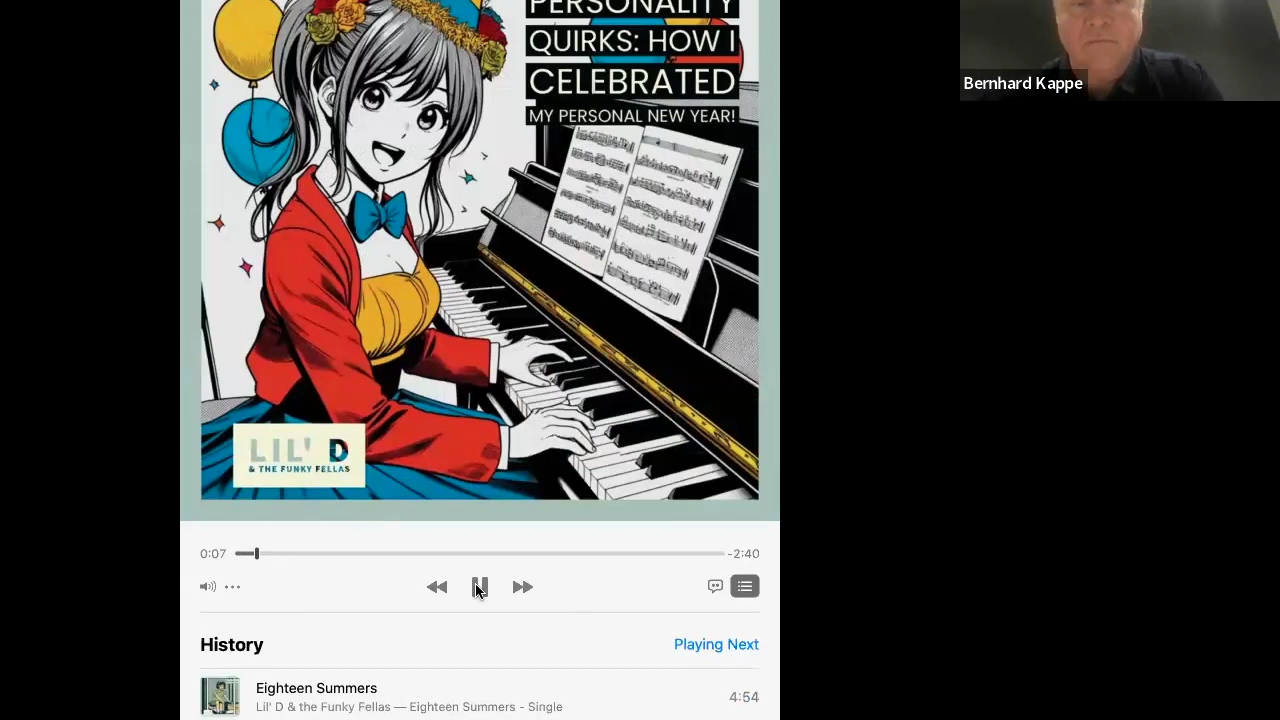 PERSONALITY
QUIRKS: HOW I
CELEBRATED
MY PERSONAL NEW YEAR!
Bernhard Kappe
LIL' D
& THE FUNKY FELLAS
0:07
-2:40
History
Playing Next
Eighteen Summers
4:54
Lil' D & the Funky Fellas — Eighteen Summers - Single